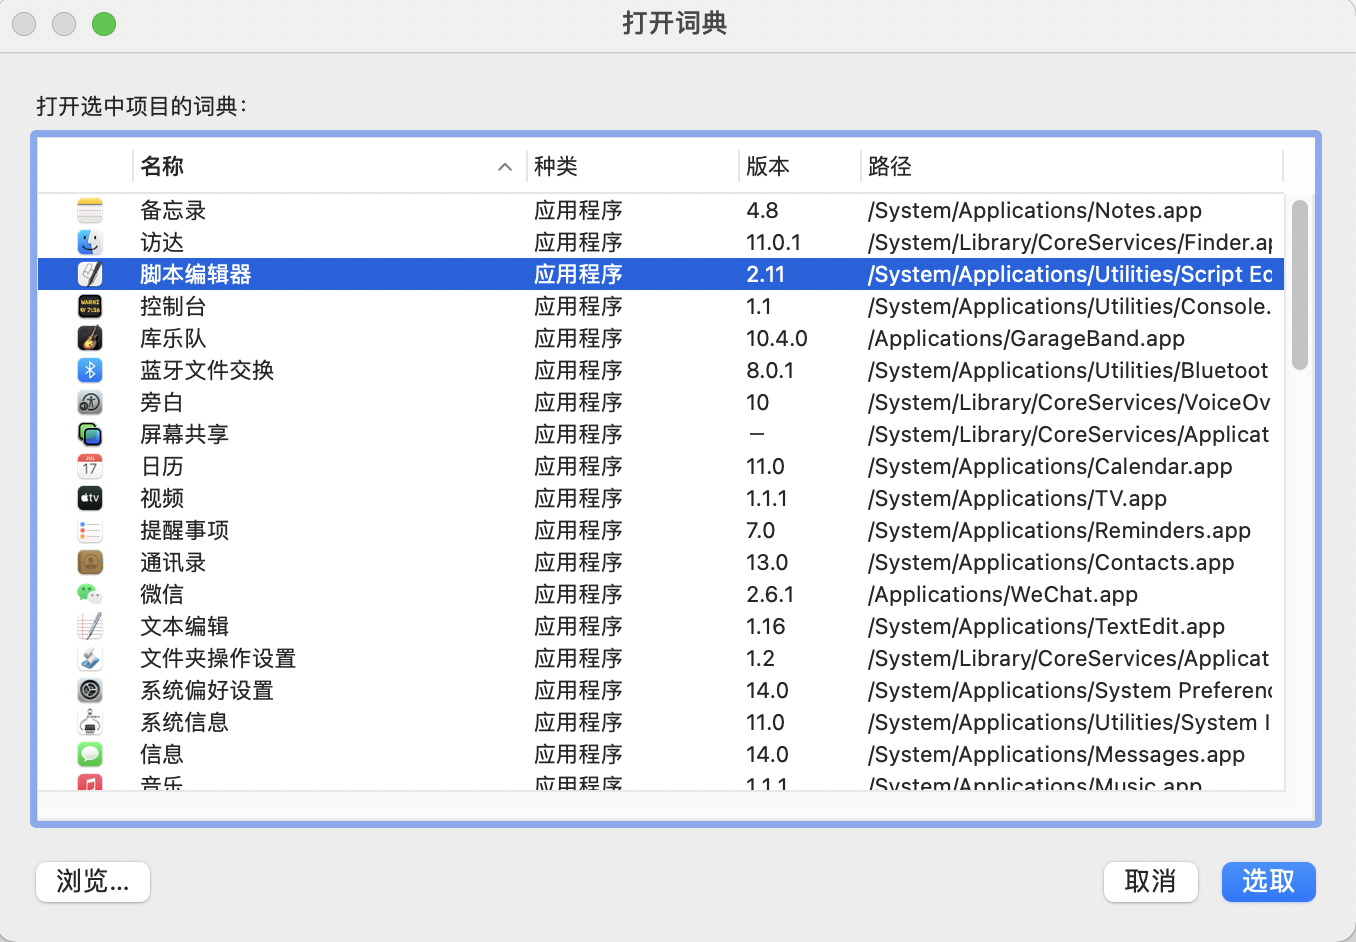 打开词典
打开选中项目的词典：
名称 种类 版本 路径
备忘录 应用程序 4.8 /System/Applications/Notes.app
访达 应用程序 11.0.1 /System/Library/CoreServices/Finder.ap
脚本编辑器 应用程序 2.11 /System/Applications/Utilities/Script Ed
控制台 应用程序 1.1 /System/Applications/Utilities/Console.
库乐队 应用程序 10.4.0 /Applications/GarageBand.app
蓝牙文件交换 应用程序 8.0.1 /System/Applications/Utilities/Bluetoot
旁白 应用程序 10 /System/Library/CoreServices/VoiceOv
屏幕共享 应用程序 — /System/Library/CoreServices/Applicat
日历 应用程序 11.0 /System/Applications/Calendar.app
视频 应用程序 1.1.1 /System/Applications/TV.app
提醒事项 应用程序 7.0 /System/Applications/Reminders.app
通讯录 应用程序 13.0 /System/Applications/Contacts.app
微信 应用程序 2.6.1 /Applications/WeChat.app
文本编辑 应用程序 1.16 /System/Applications/TextEdit.app
文件夹操作设置 应用程序 1.2 /System/Library/CoreServices/Applicat
系统偏好设置 应用程序 14.0 /System/Applications/System Preferenc
系统信息 应用程序 11.0 /System/Applications/Utilities/System I
信息 应用程序 14.0 /System/Applications/Messages.app
音乐 应用程序 1.1.1 /System/Applications/Music.app
浏览... 取消 选取